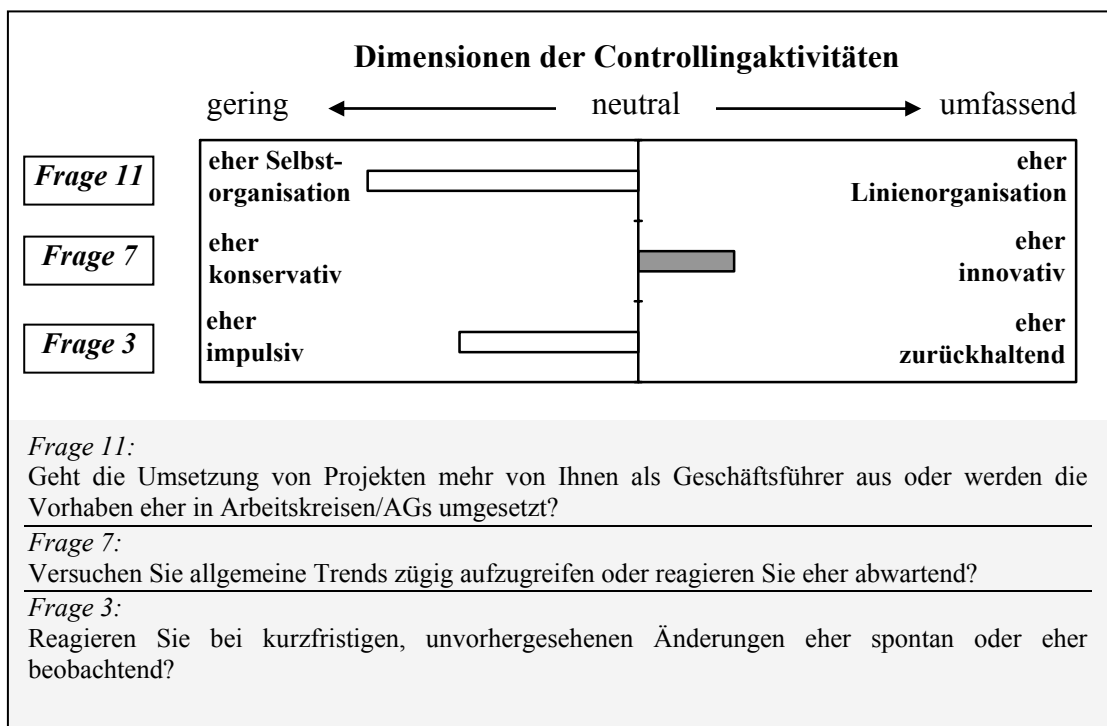 Dimensionen der Controllingaktivitäten
gering neutral umfassend
Frage 11
eher Selbst-
organisation
eher
Linienorganisation
Frage 7
eher
konservativ
eher
innovativ
Frage 3
eher
impulsiv
eher
zurückhaltend
Frage 11:
Geht die Umsetzung von Projekten mehr von Ihnen als Geschäftsführer aus oder werden die
Vorhaben eher in Arbeitskreisen/AGs umgesetzt?
Frage 7:
Versuchen Sie allgemeine Trends zügig aufzugreifen oder reagieren Sie eher abwartend?
Frage 3:
Reagieren Sie bei kurzfristigen, unvorhergesehenen Änderungen eher spontan oder eher
beobachtend?